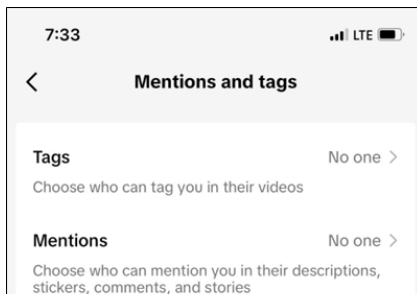 7:33 LTE
Mentions and tags
Tags No one
Choose who can tag you in their videos
Mentions No one
Choose who can mention you in their descriptions,
stickers, comments, and stories